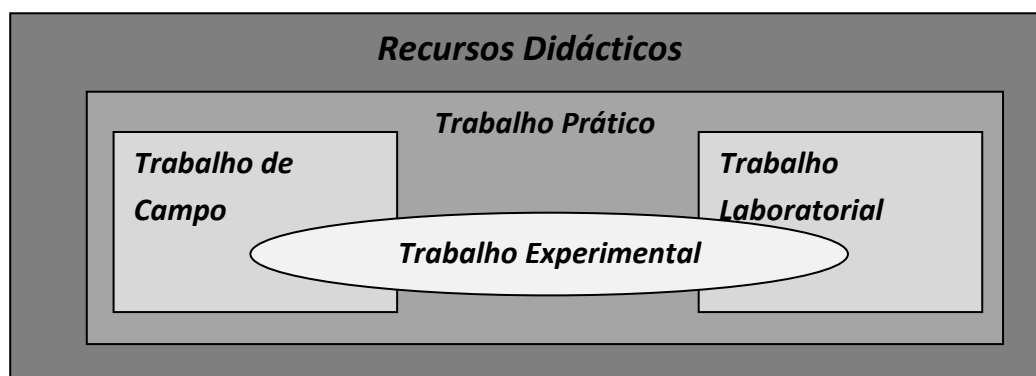 Recursos Didácticos
Trabalho Prático
Trabalho de
Campo
Trabalho
Laboratorial
Trabalho Experimental